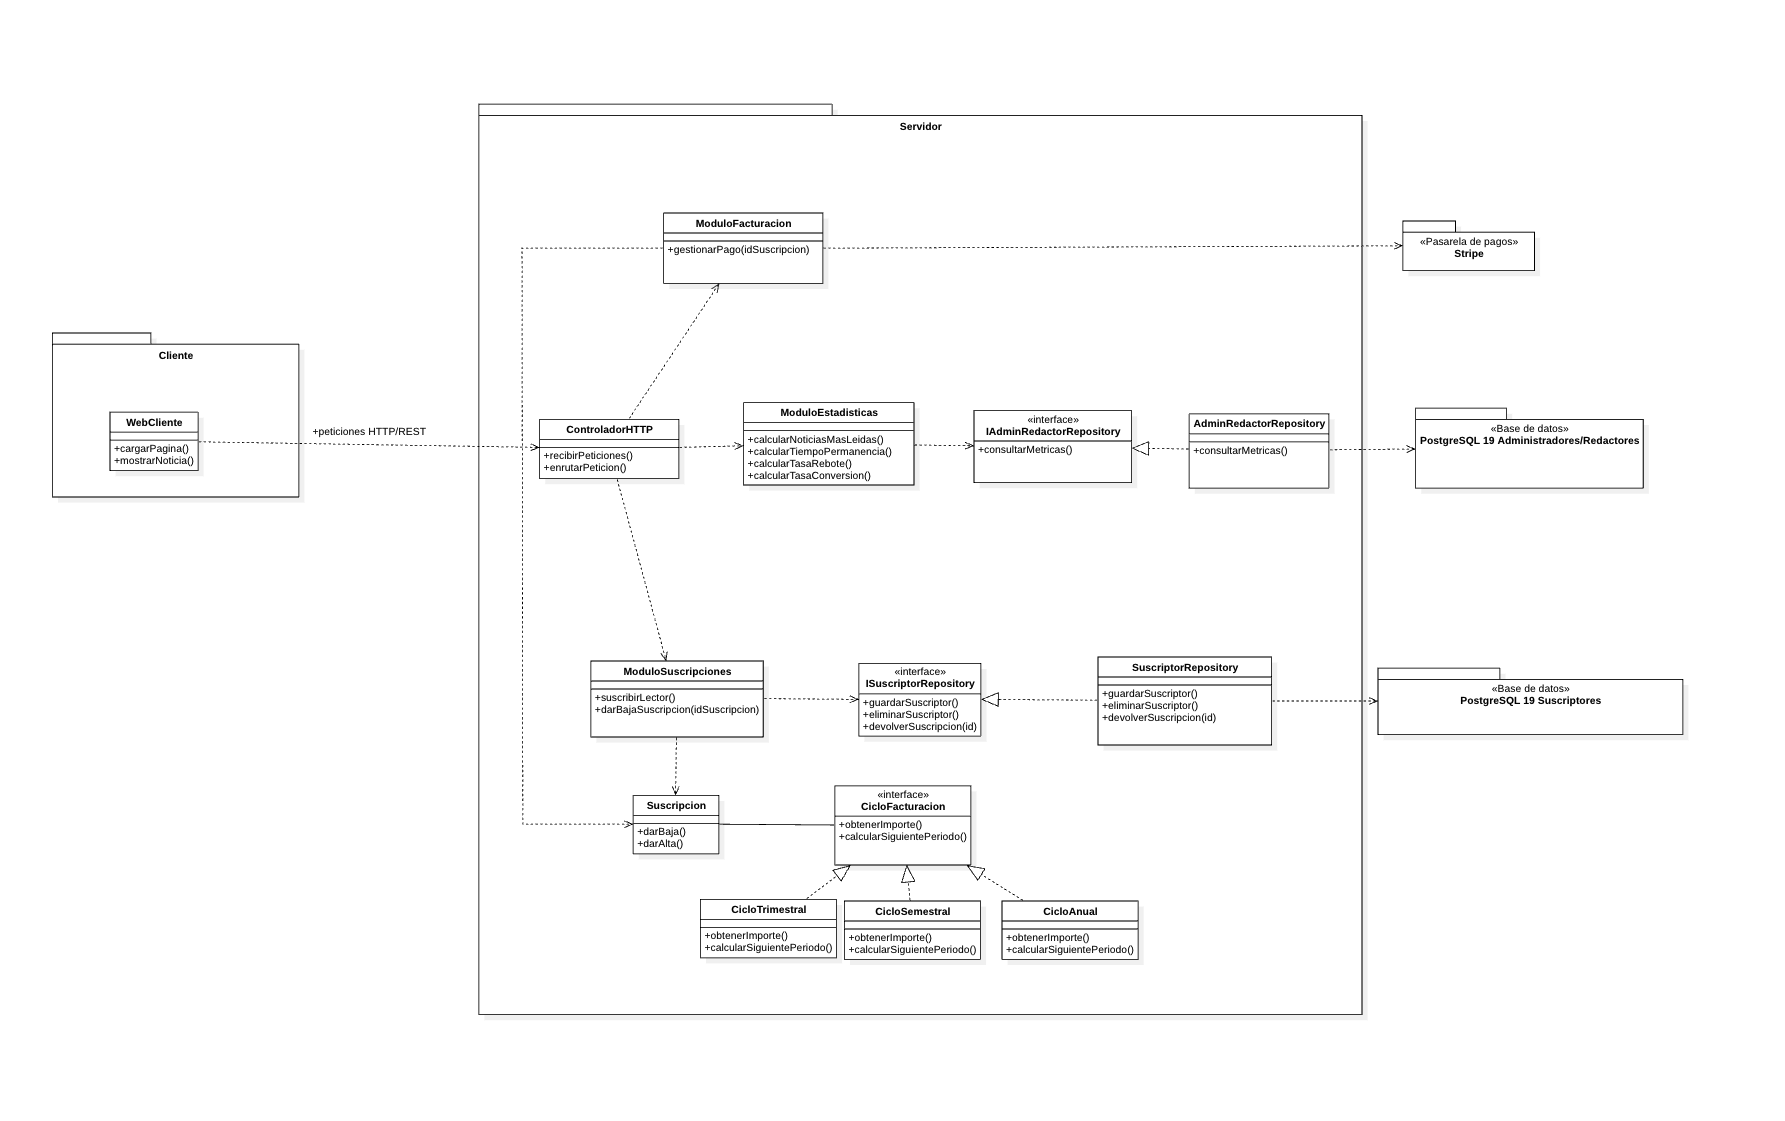 Servidor
ModuloFacturacion
+gestionarPago(idSuscripcion)
«Pasarela de pagos»
Stripe
Cliente
WebCliente
+cargarPagina()
+mostrarNoticia()
+peticiones HTTP/REST
ControladorHTTP
+recibirPeticiones()
+enrutarPeticion()
ModuloEstadisticas
+calcularNoticiasMasLeidas()
+calcularTiempoPermanencia()
+calcularTasaRebote()
+calcularTasaConversion()
«interface»
IAdminRedactorRepository
+consultarMetricas()
AdminRedactorRepository
+consultarMetricas()
«Base de datos»
PostgreSQL 19 Administradores/Redactores
ModuloSuscripciones
+suscribirLector()
+darBajaSuscripcion(idSuscripcion)
«interface»
ISuscriptorRepository
+guardarSuscriptor()
+eliminarSuscriptor()
+devolverSuscripcion(id)
SuscriptorRepository
+guardarSuscriptor()
+eliminarSuscriptor()
+devolverSuscripcion(id)
«Base de datos»
PostgreSQL 19 Suscriptores
Suscripcion
+darBaja()
+darAlta()
«interface»
CicloFacturacion
+obtenerImporte()
+calcularSiguientePeriodo()
CicloTrimestral
+obtenerImporte()
+calcularSiguientePeriodo()
CicloSemestral
+obtenerImporte()
+calcularSiguientePeriodo()
CicloAnual
+obtenerImporte()
+calcularSiguientePeriodo()